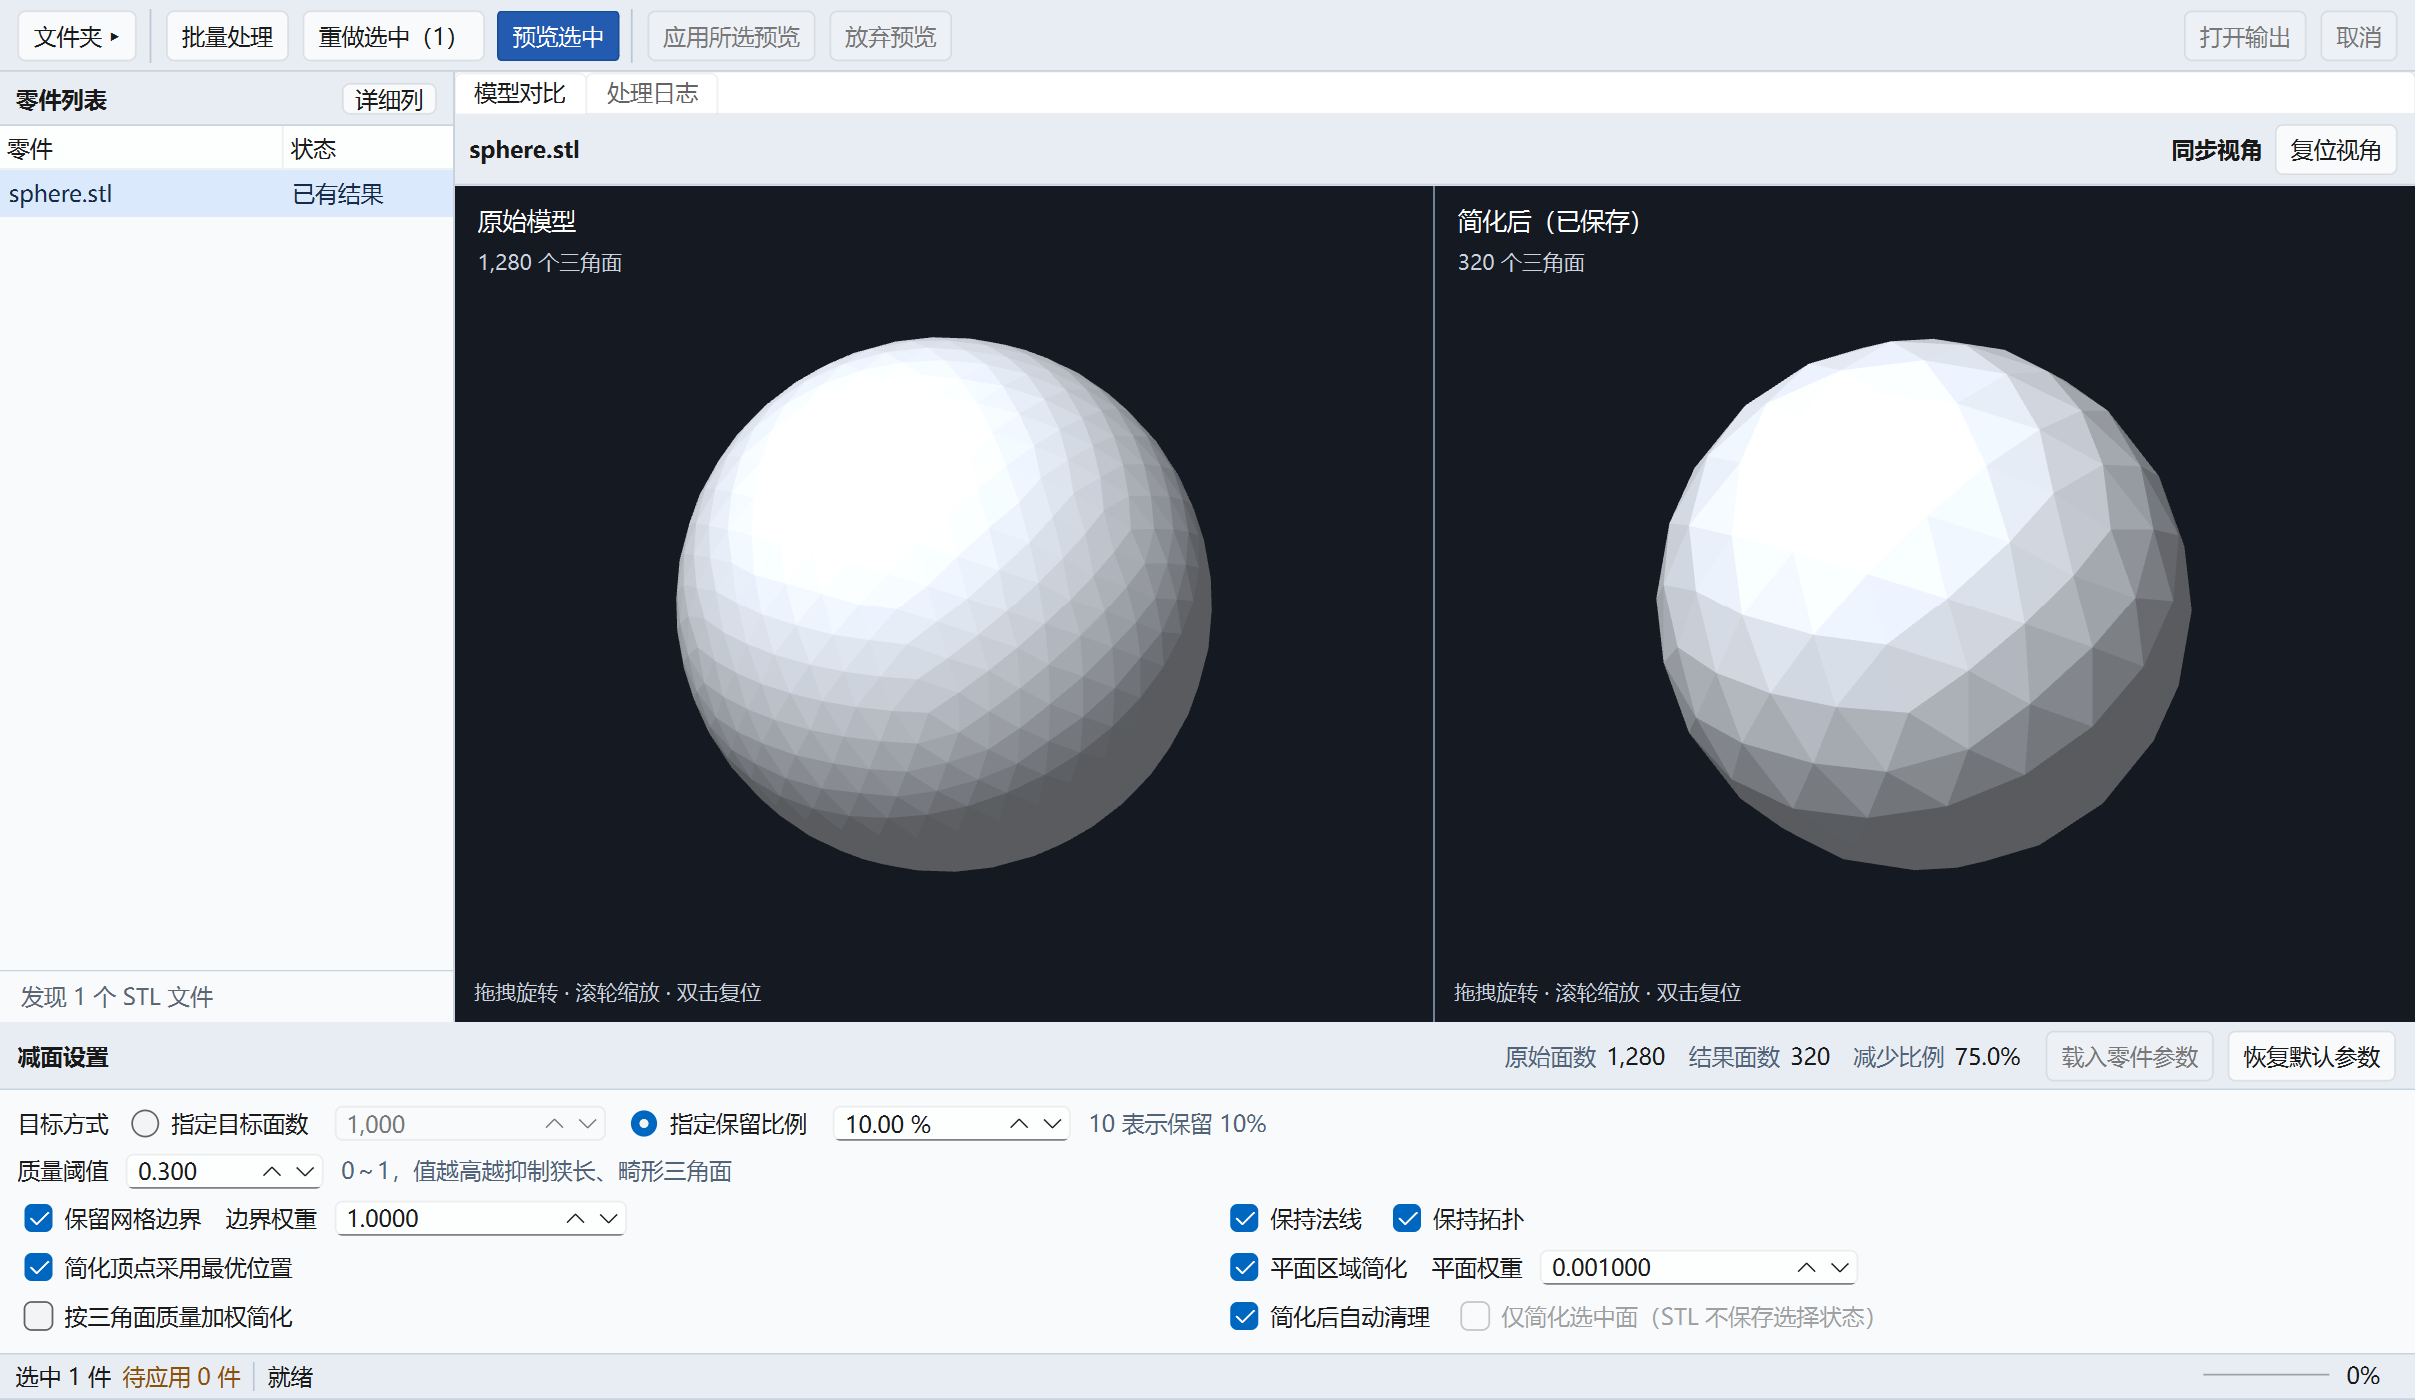 文件夹 ▸ 批量处理 重做选中（1） 预览选中 应用所选预览 放弃预览 打开输出 取消
零件列表 详细列
模型对比 处理日志
零件 状态
sphere.stl 已有结果
sphere.stl 同步视角 复位视角
原始模型
1,280 个三角面
简化后（已保存）
320 个三角面
拖拽旋转 · 滚轮缩放 · 双击复位
拖拽旋转 · 滚轮缩放 · 双击复位
发现 1 个 STL 文件
减面设置 原始面数 1,280 结果面数 320 减少比例 75.0% 载入零件参数 恢复默认参数
目标方式 指定目标面数 1,000 指定保留比例 10.00 % 10 表示保留 10%
质量阈值 0.300 0～1，值越高越抑制狭长、畸形三角面
保留网格边界 边界权重 1.0000 保持法线 保持拓扑
简化顶点采用最优位置 平面区域简化 平面权重 0.001000
按三角面质量加权简化 简化后自动清理 仅简化选中面（STL 不保存选择状态）
选中 1 件 待应用 0 件 就绪 0%